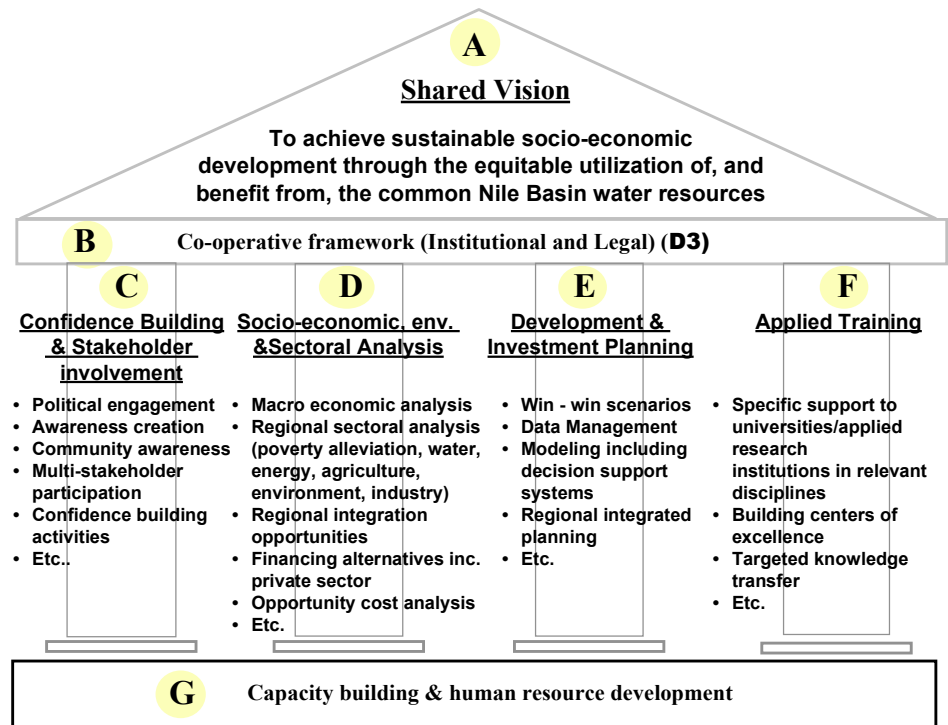 A
Shared Vision
To achieve sustainable socio-economic
development through the equitable utilization of, and
benefit from, the common Nile Basin water resources
B
Co-operative framework (Institutional and Legal) (D3)
C
Confidence Building
& Stakeholder
involvement
• Political engagement
• Awareness creation
• Community awareness
• Multi-stakeholder
participation
• Confidence building
activities
• Etc..
D
Socio-economic, env.
&Sectoral Analysis
• Macro economic analysis
• Regional sectoral analysis
(poverty alleviation, water,
energy, agriculture,
environment, industry)
• Regional integration
opportunities
• Financing alternatives inc.
private sector
• Opportunity cost analysis
• Etc.
E
Development &
Investment Planning
• Win - win scenarios
• Data Management
• Modeling including
decision support
systems
• Regional integrated
planning
• Etc.
F
Applied Training
• Specific support to
universities/applied
research
institutions in relevant
disciplines
• Building centers of
excellence
• Targeted knowledge
transfer
• Etc.
G
Capacity building & human resource development